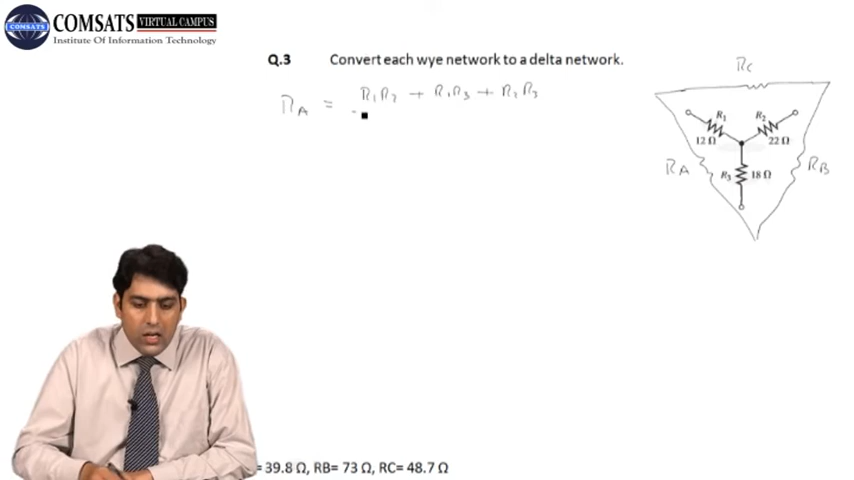 COMSATS VIRTUAL CAMPUS
Institute Of Information Technology
Q.3 Convert each wye network to a delta network.
RA = R1R2 + R1R3 + R2R3
RC
R1 R2
12 Ω 22 Ω
RA R3 18 Ω RB
= 39.8 Ω, RB= 73 Ω, RC= 48.7 Ω